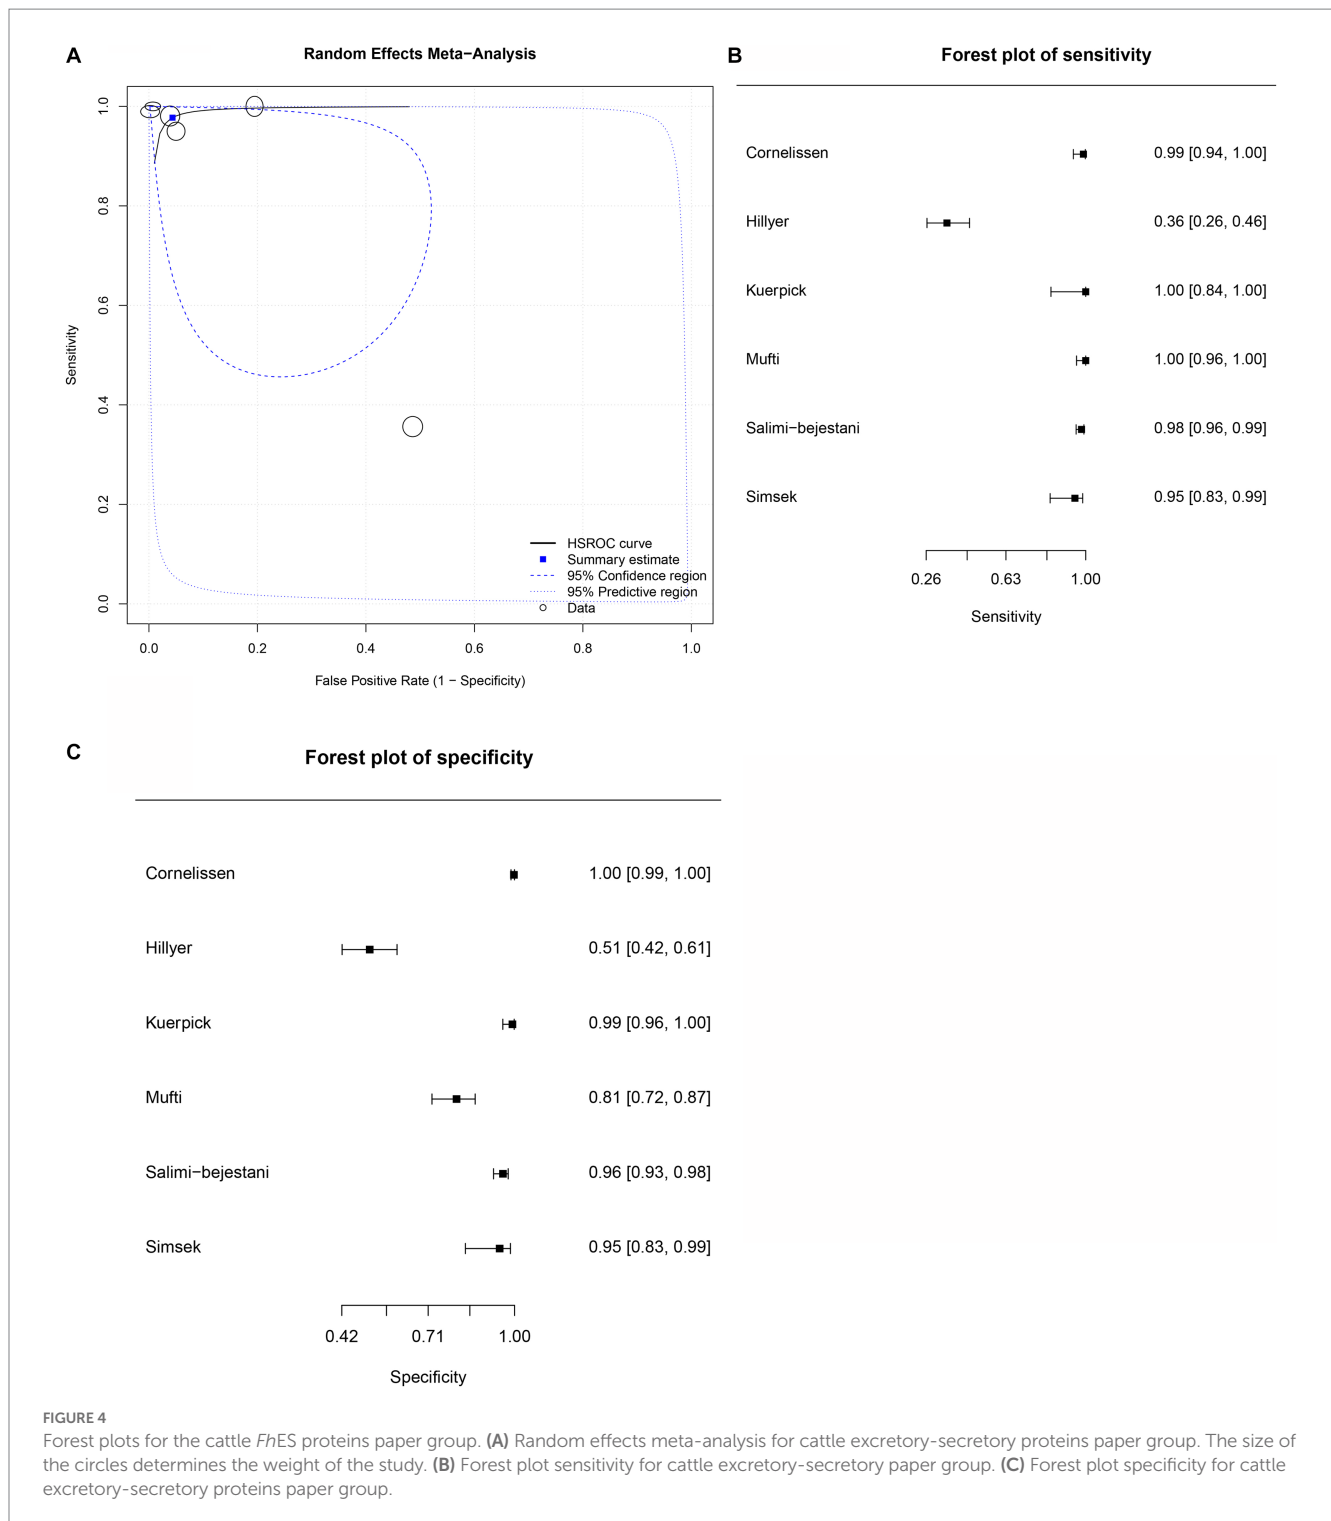 A
Random Effects Meta−Analysis
Sensitivity
1.0
0.8
0.6
0.4
0.2
0.0
HSROC curve
Summary estimate
95% Confidence region
95% Predictive region
Data
0.0 0.2 0.4 0.6 0.8 1.0
False Positive Rate (1 − Specificity)
B
Forest plot of sensitivity
Cornelissen 0.99 [0.94, 1.00]
Hillyer 0.36 [0.26, 0.46]
Kuerpick 1.00 [0.84, 1.00]
Mufti 1.00 [0.96, 1.00]
Salimi−bejestani 0.98 [0.96, 0.99]
Simsek 0.95 [0.83, 0.99]
0.26 0.63 1.00
Sensitivity
C
Forest plot of specificity
Cornelissen 1.00 [0.99, 1.00]
Hillyer 0.51 [0.42, 0.61]
Kuerpick 0.99 [0.96, 1.00]
Mufti 0.81 [0.72, 0.87]
Salimi−bejestani 0.96 [0.93, 0.98]
Simsek 0.95 [0.83, 0.99]
0.42 0.71 1.00
Specificity
FIGURE 4
Forest plots for the cattle FhES proteins paper group. (A) Random effects meta-analysis for cattle excretory-secretory proteins paper group. The size of
the circles determines the weight of the study. (B) Forest plot sensitivity for cattle excretory-secretory paper group. (C) Forest plot specificity for cattle
excretory-secretory proteins paper group.